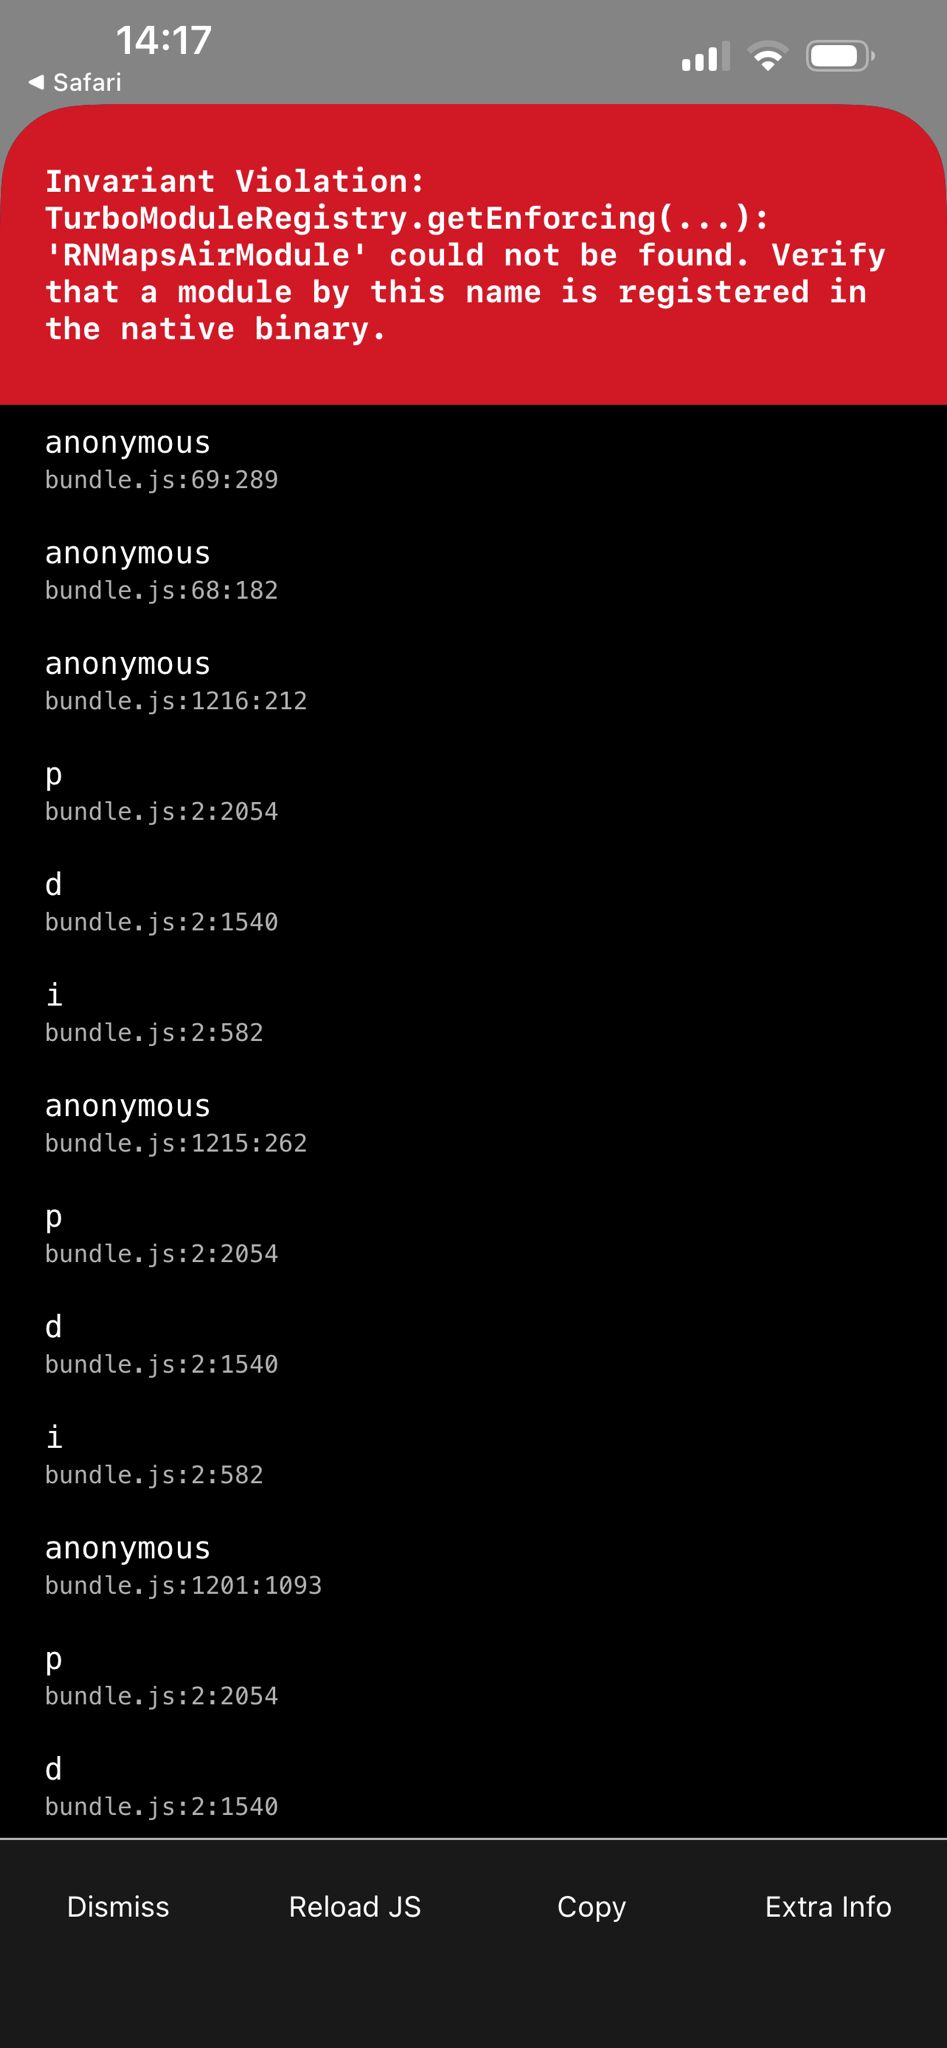 14:17
◀ Safari
Invariant Violation:
TurboModuleRegistry.getEnforcing(...):
'RNMapsAirModule' could not be found. Verify
that a module by this name is registered in
the native binary.
anonymous
bundle.js:69:289
anonymous
bundle.js:68:182
anonymous
bundle.js:1216:212
p
bundle.js:2:2054
d
bundle.js:2:1540
i
bundle.js:2:582
anonymous
bundle.js:1215:262
p
bundle.js:2:2054
d
bundle.js:2:1540
i
bundle.js:2:582
anonymous
bundle.js:1201:1093
p
bundle.js:2:2054
d
bundle.js:2:1540
Dismiss
Reload JS
Copy
Extra Info